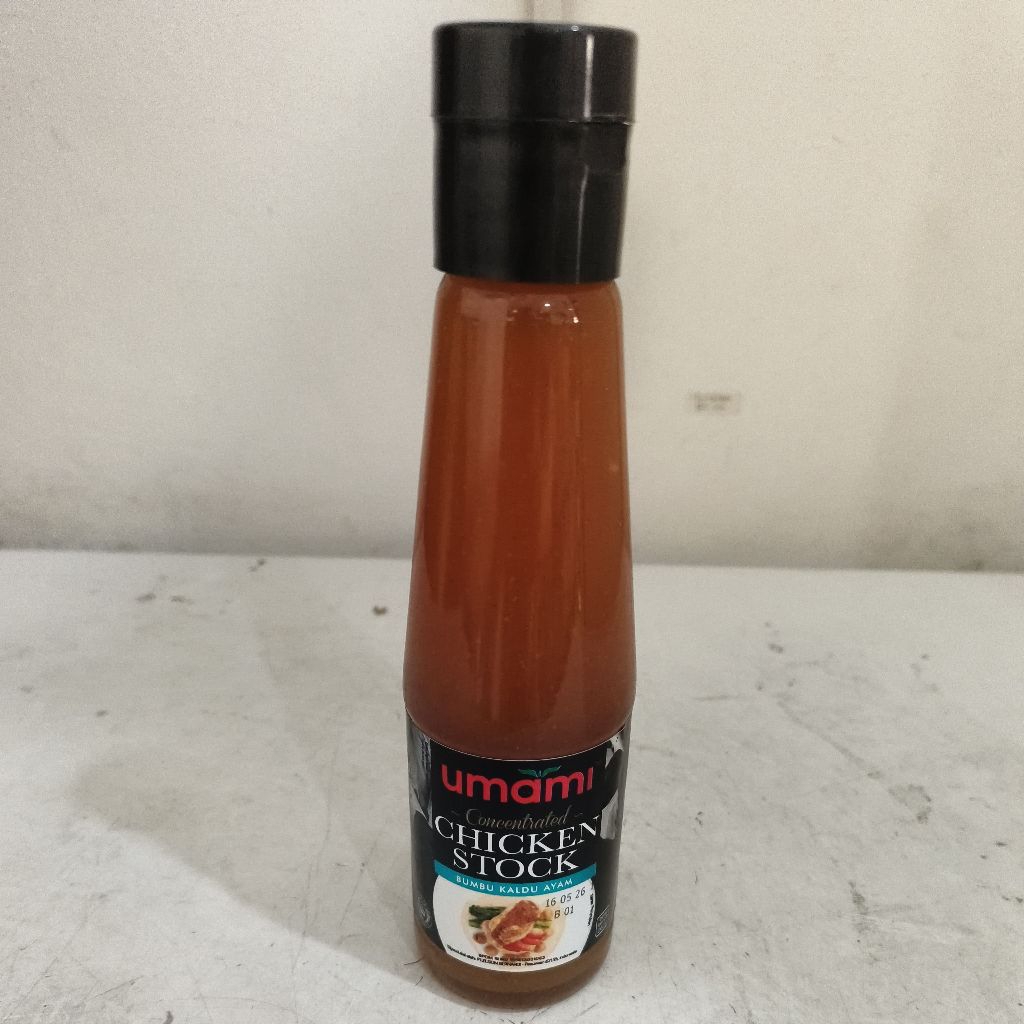 umami
Concentrated
CHICKEN
STOCK
BUMBU KALDU AYAM
16 05 26
B 01